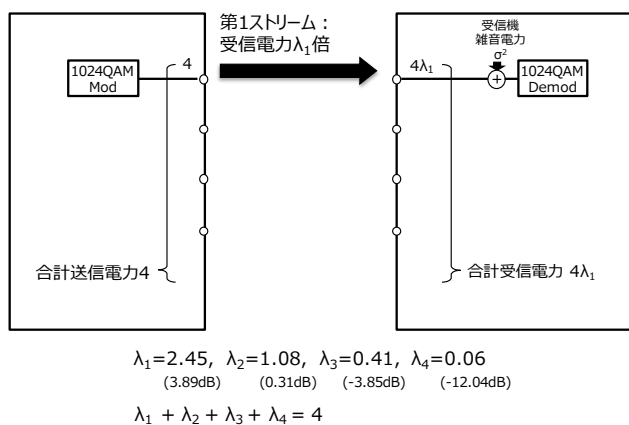 第1ストリーム：
受信電力λ₁倍
1024QAM
Mod
4
合計送信電力4
4λ₁
受信機
雑音電力
σ²
+
1024QAM
Demod
合計受信電力 4λ₁
λ₁=2.45, λ₂=1.08, λ₃=0.41, λ₄=0.06
(3.89dB) (0.31dB) (-3.85dB) (-12.04dB)
λ₁ + λ₂ + λ₃ + λ₄ = 4